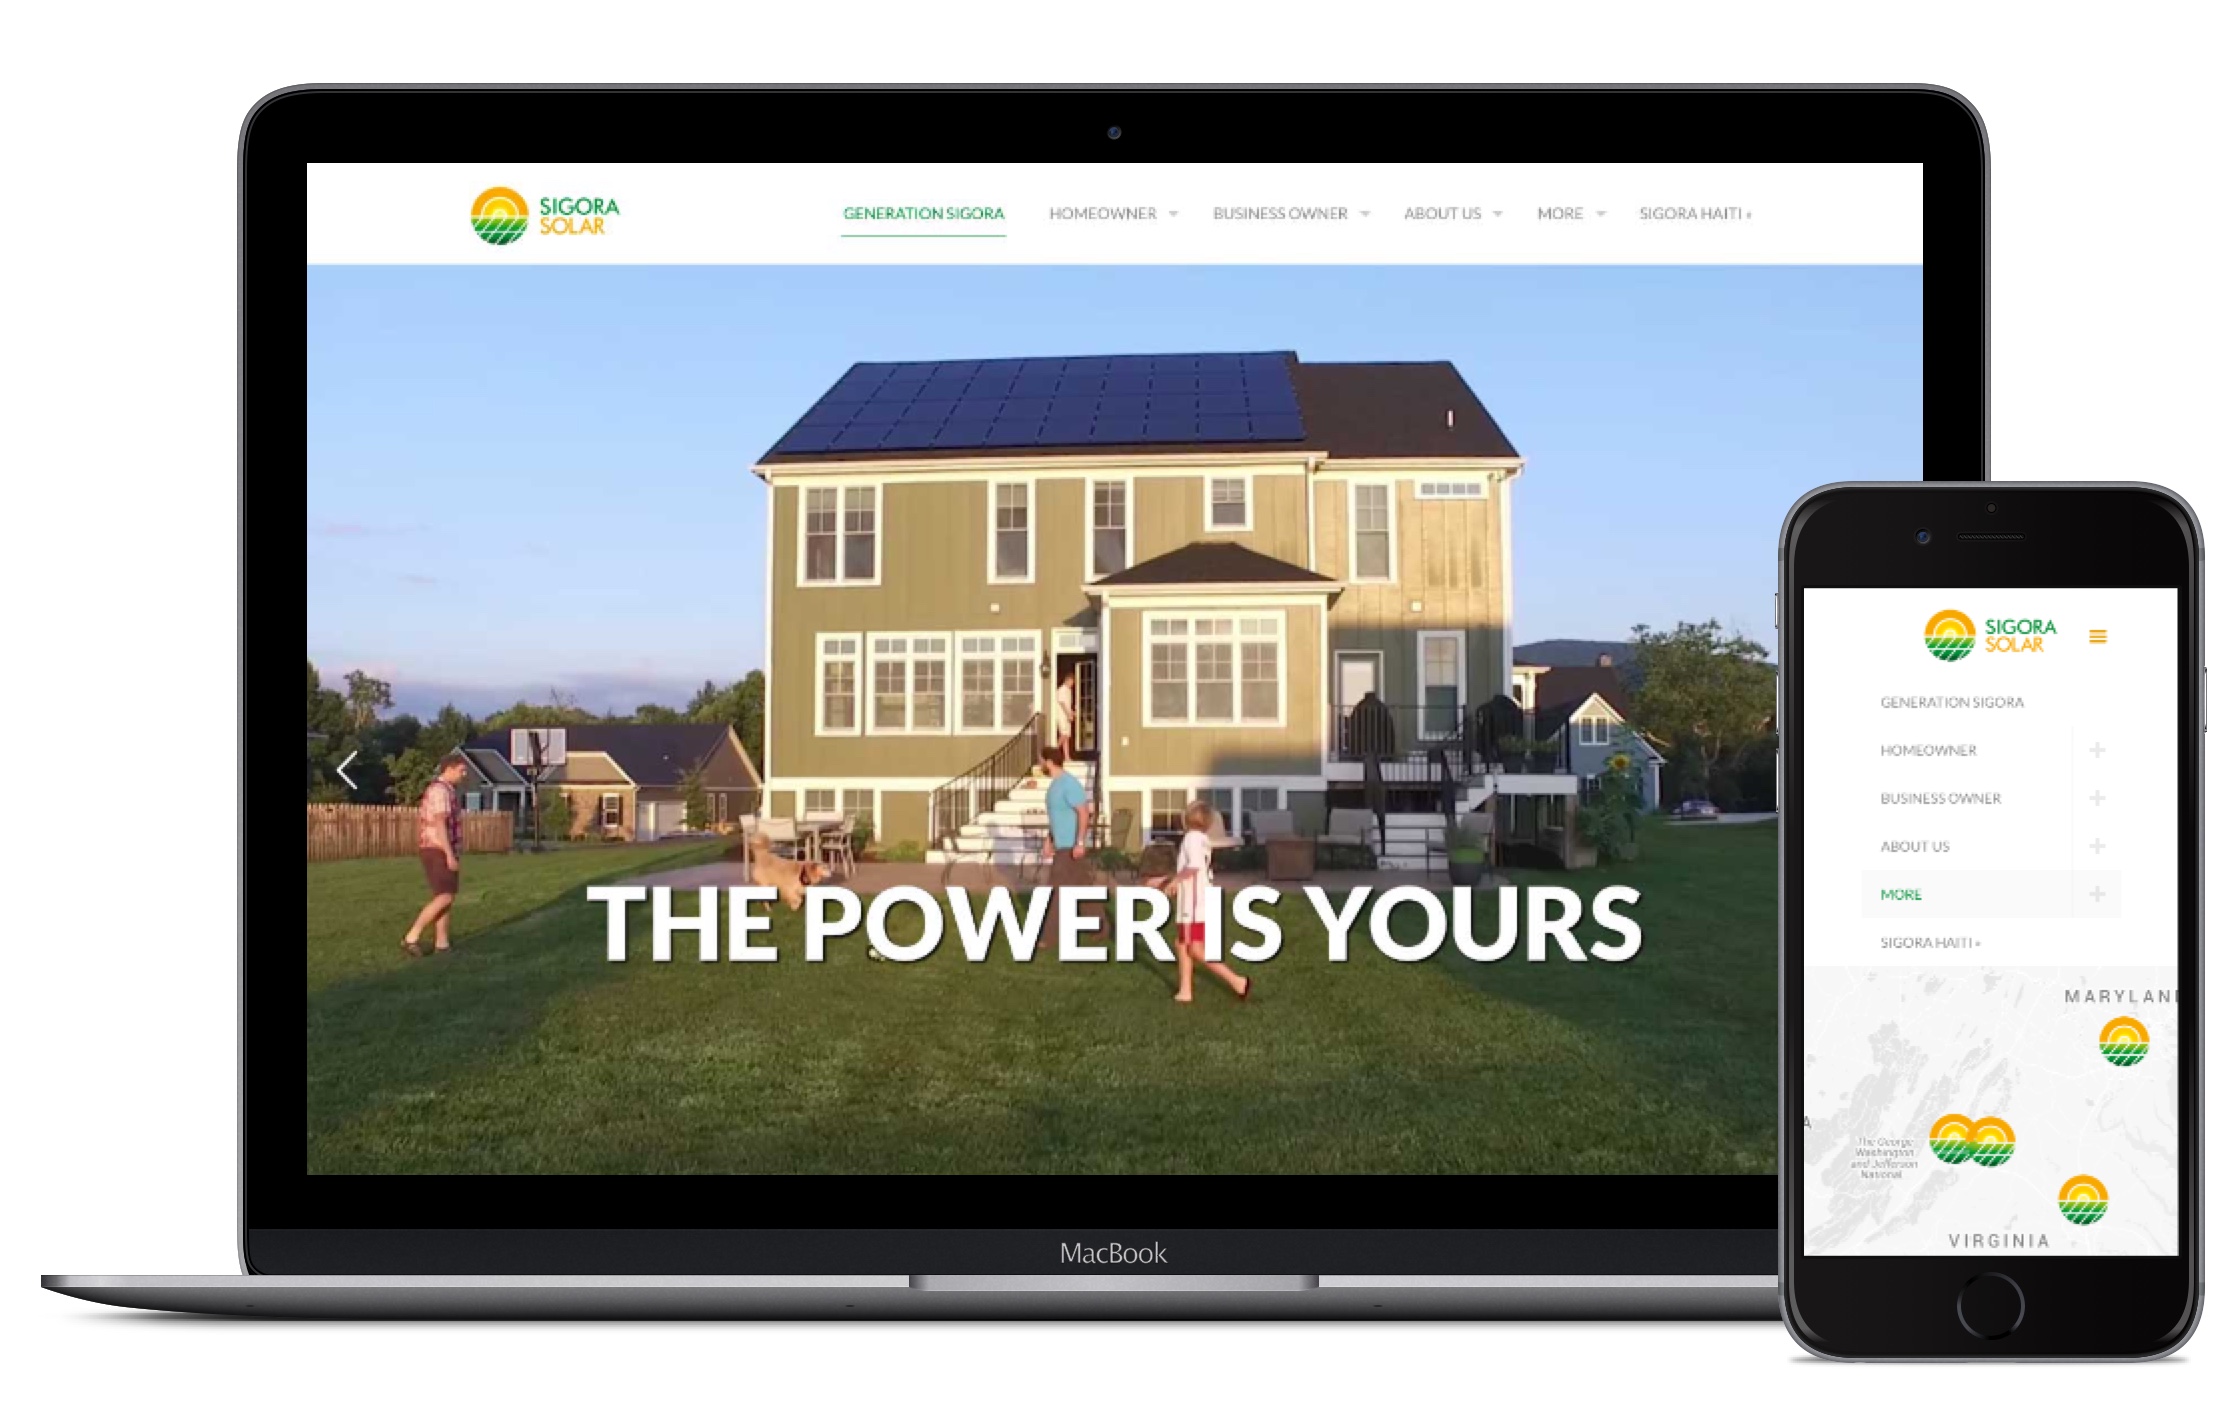 SIGORA
SOLAR
GENERATION SIGORA
HOMEOWNER
BUSINESS OWNER
ABOUT US
MORE
SIGORA HAITI »
THE POWER IS YOURS
MacBook
SIGORA
SOLAR
GENERATION SIGORA
HOMEOWNER
BUSINESS OWNER
ABOUT US
MORE
SIGORA HAITI »
MARYLAN
A
The George
Washington
and Jefferson
National
VIRGINIA